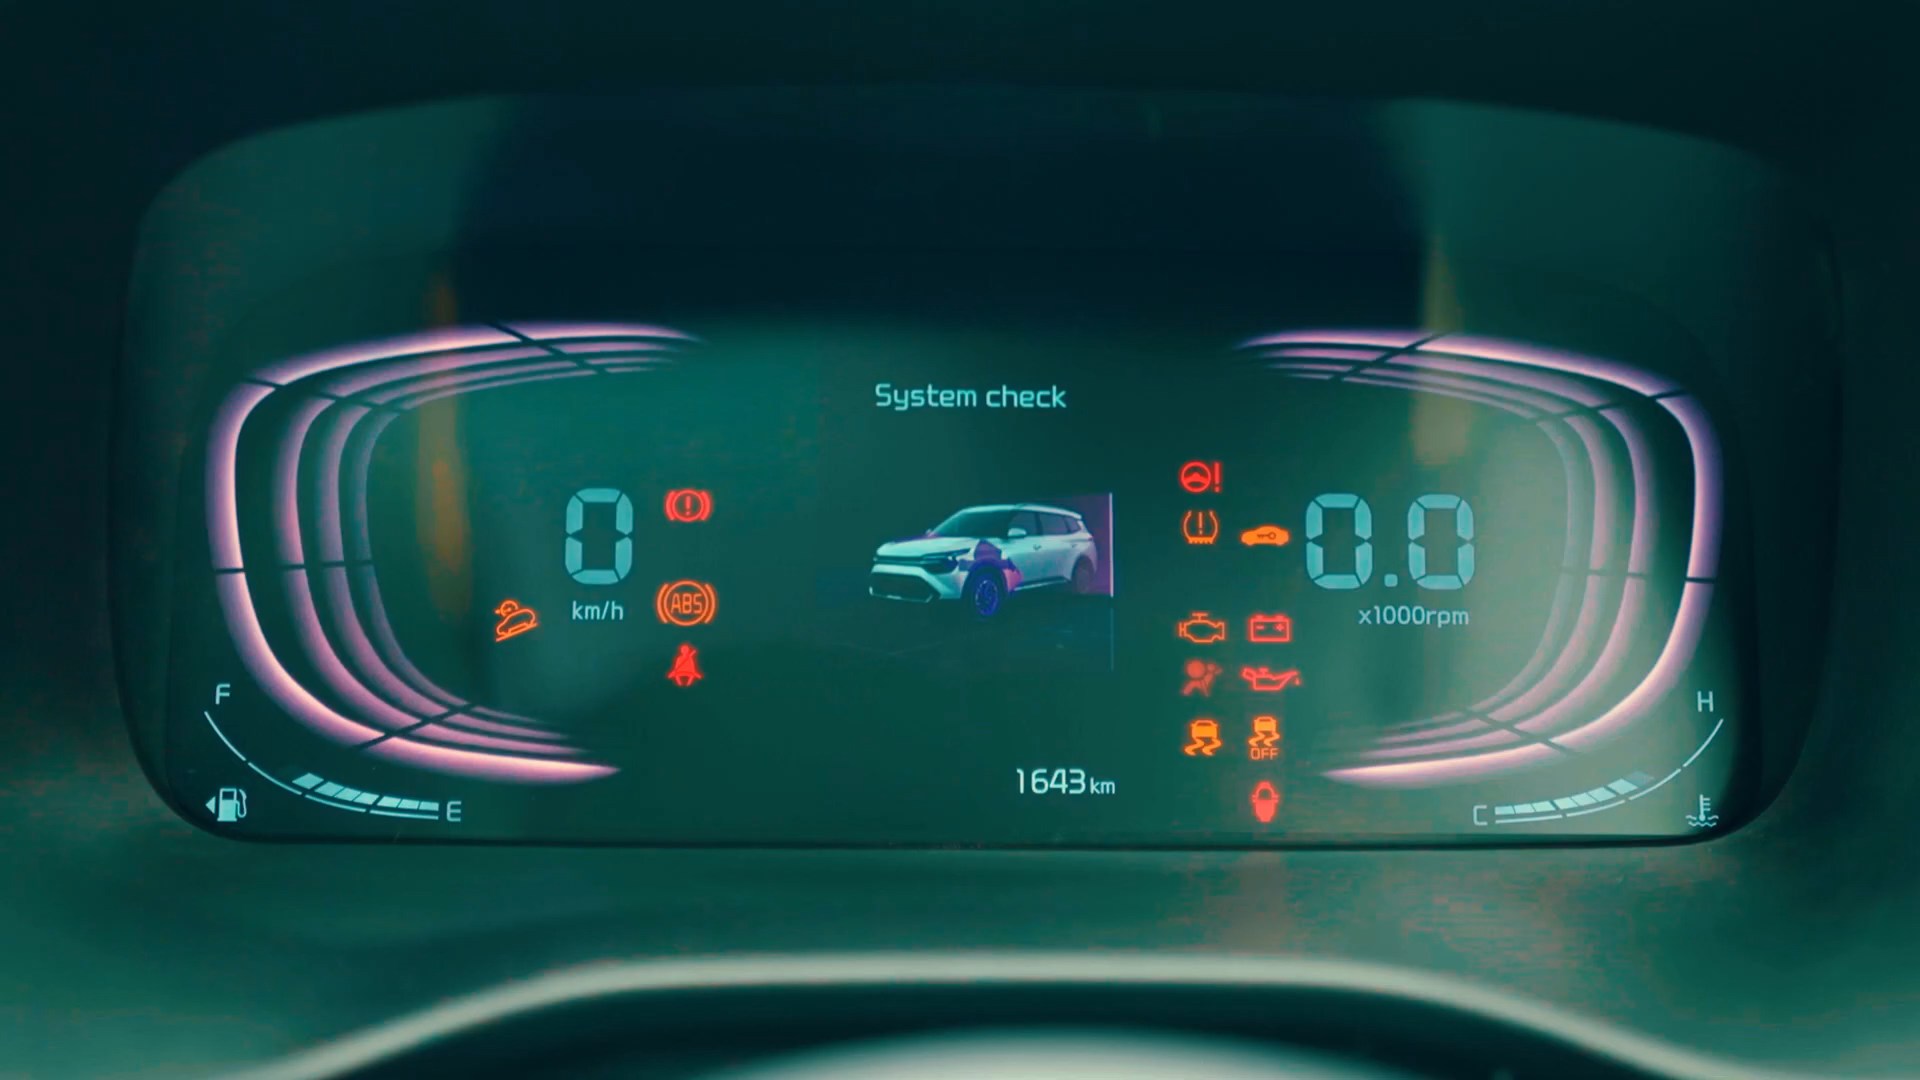 System check
0
km/h
ABS
0.0
x1000rpm
OFF
F
E
1643 km
H
C